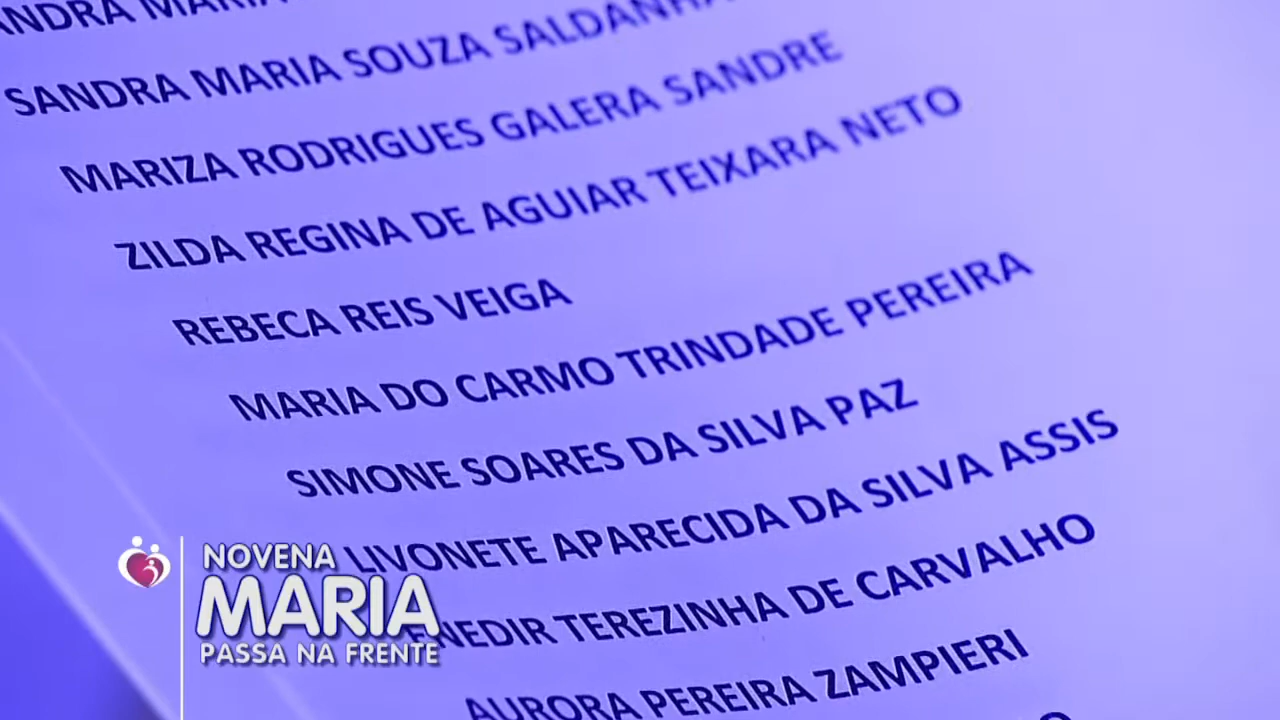 SANDRA MARIA SOUZA SALDANHA
MARIZA RODRIGUES GALERA SANDRE
ZILDA REGINA DE AGUIAR TEIXARA NETO
REBECA REIS VEIGA
MARIA DO CARMO TRINDADE PEREIRA
SIMONE SOARES DA SILVA PAZ
LIVONETE APARECIDA DA SILVA ASSIS
TEREZINHA DE CARVALHO
AURORA PEREIRA ZAMPIERI
NOVENA
MARIA
PASSA NA FRENTE